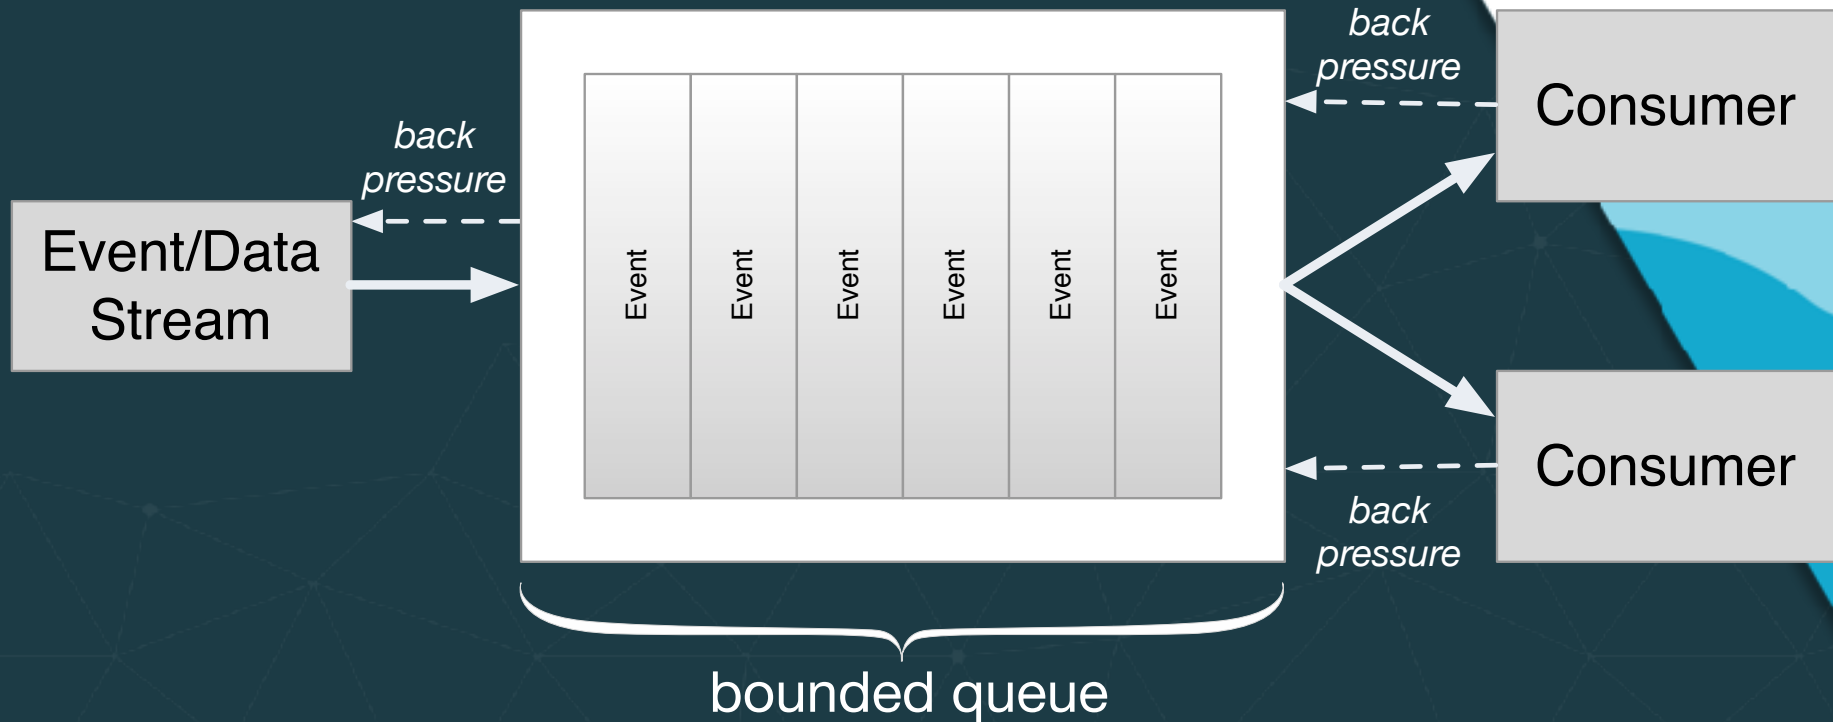 Event/Data
Stream
back
pressure
Event
Event
Event
Event
Event
Event
bounded queue
back
pressure
Consumer
Consumer
back
pressure